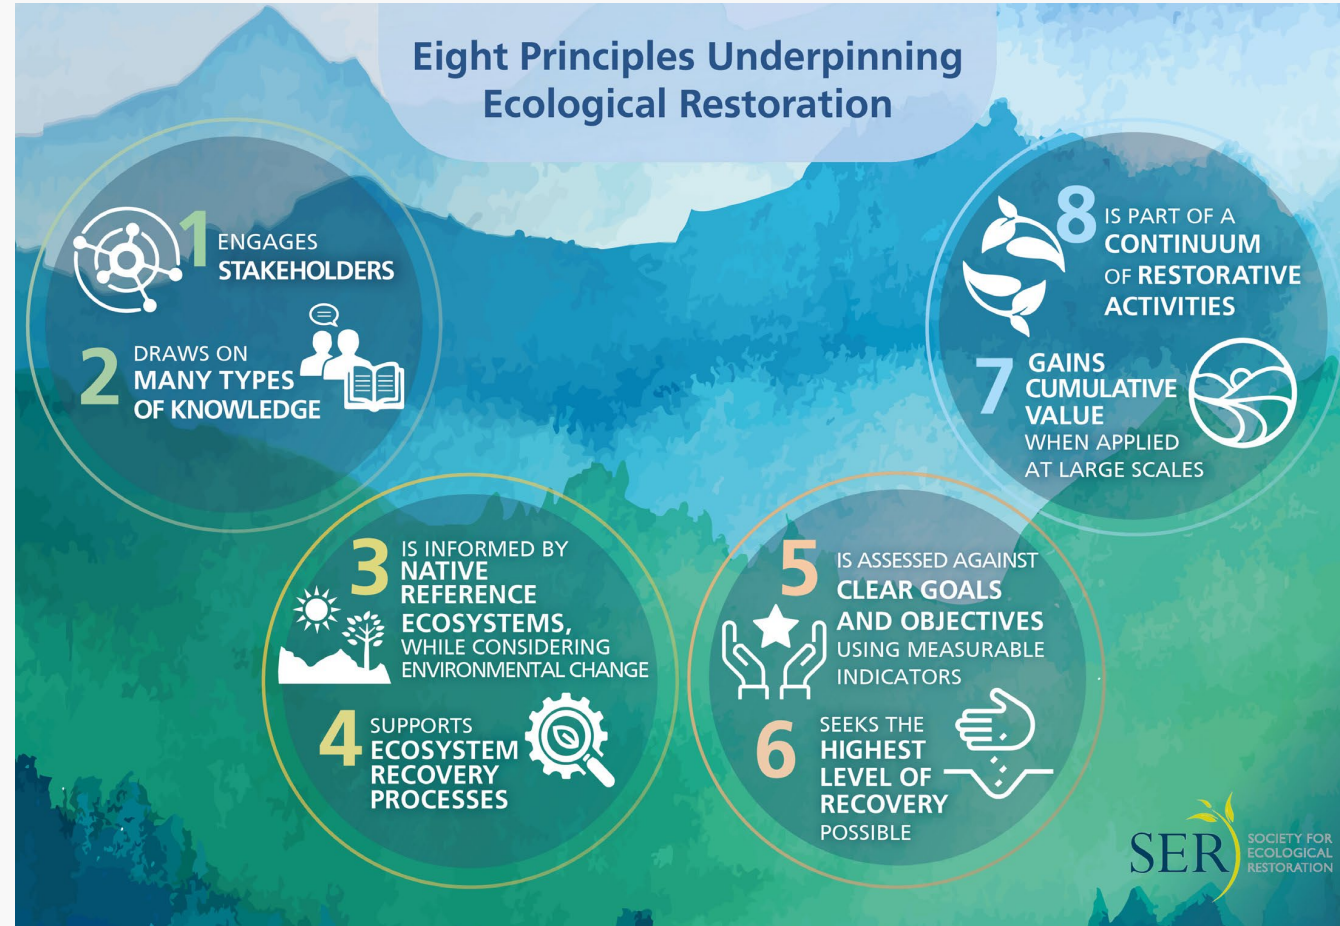 Eight Principles Underpinning
Ecological Restoration
1 ENGAGES
STAKEHOLDERS
2 DRAWS ON
MANY TYPES
OF KNOWLEDGE
3 IS INFORMED BY
NATIVE
REFERENCE
ECOSYSTEMS,
WHILE CONSIDERING
ENVIRONMENTAL CHANGE
4 SUPPORTS
ECOSYSTEM
RECOVERY
PROCESSES
5 IS ASSESSED AGAINST
CLEAR GOALS
AND OBJECTIVES
USING MEASURABLE
INDICATORS
6 SEEKS THE
HIGHEST
LEVEL OF
RECOVERY
POSSIBLE
7 GAINS
CUMULATIVE
VALUE
WHEN APPLIED
AT LARGE SCALES
8 IS PART OF A
CONTINUUM
OF RESTORATIVE
ACTIVITIES
SER
SOCIETY FOR
ECOLOGICAL
RESTORATION